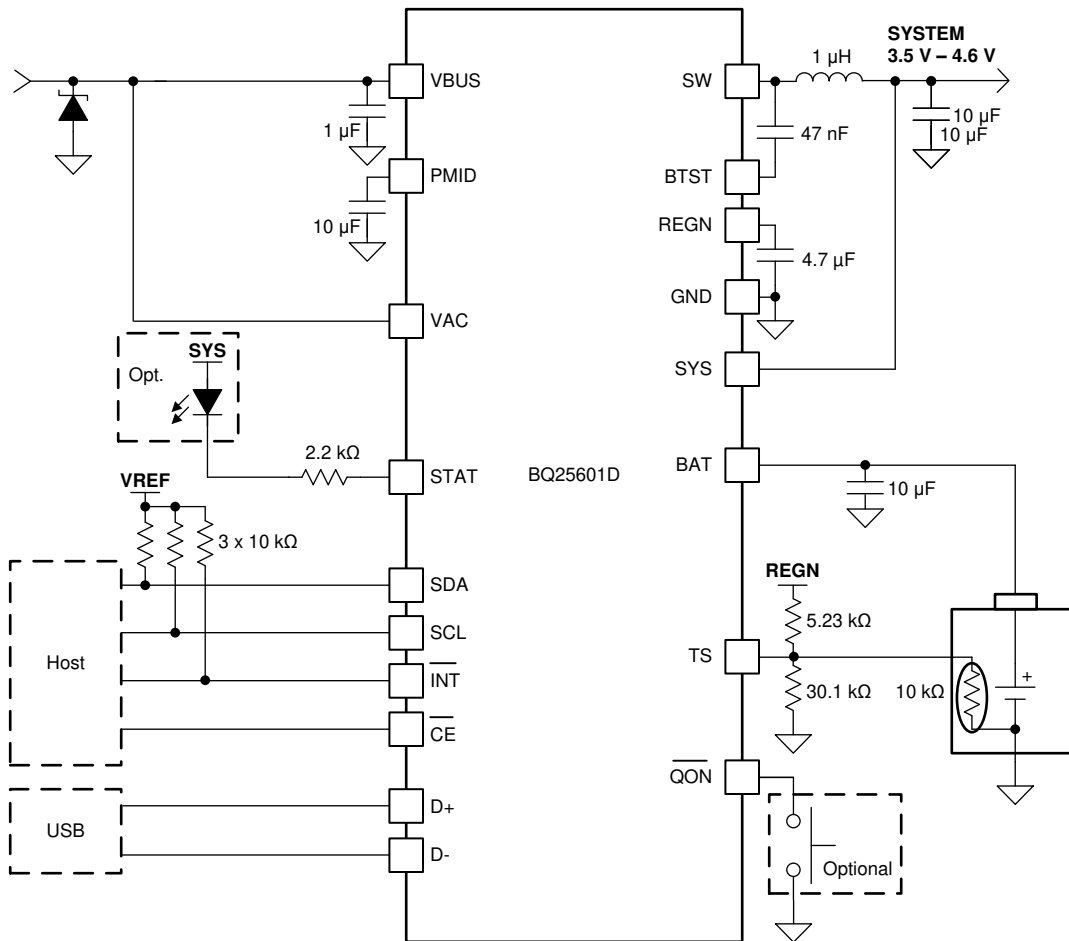 SYSTEM
3.5 V – 4.6 V
1 µH
VBUS
SW
1 µF
47 nF
10 µF
10 µF
PMID
BTST
10 µF
REGN
4.7 µF
GND
VAC
SYS
Opt.
SYS
2.2 kΩ
STAT
BQ25601D
BAT
VREF
10 µF
3 x 10 kΩ
REGN
SDA
5.23 kΩ
SCL
TS
Host
INT
30.1 kΩ
10 kΩ
+
CE
QON
D+
USB
D-
Optional